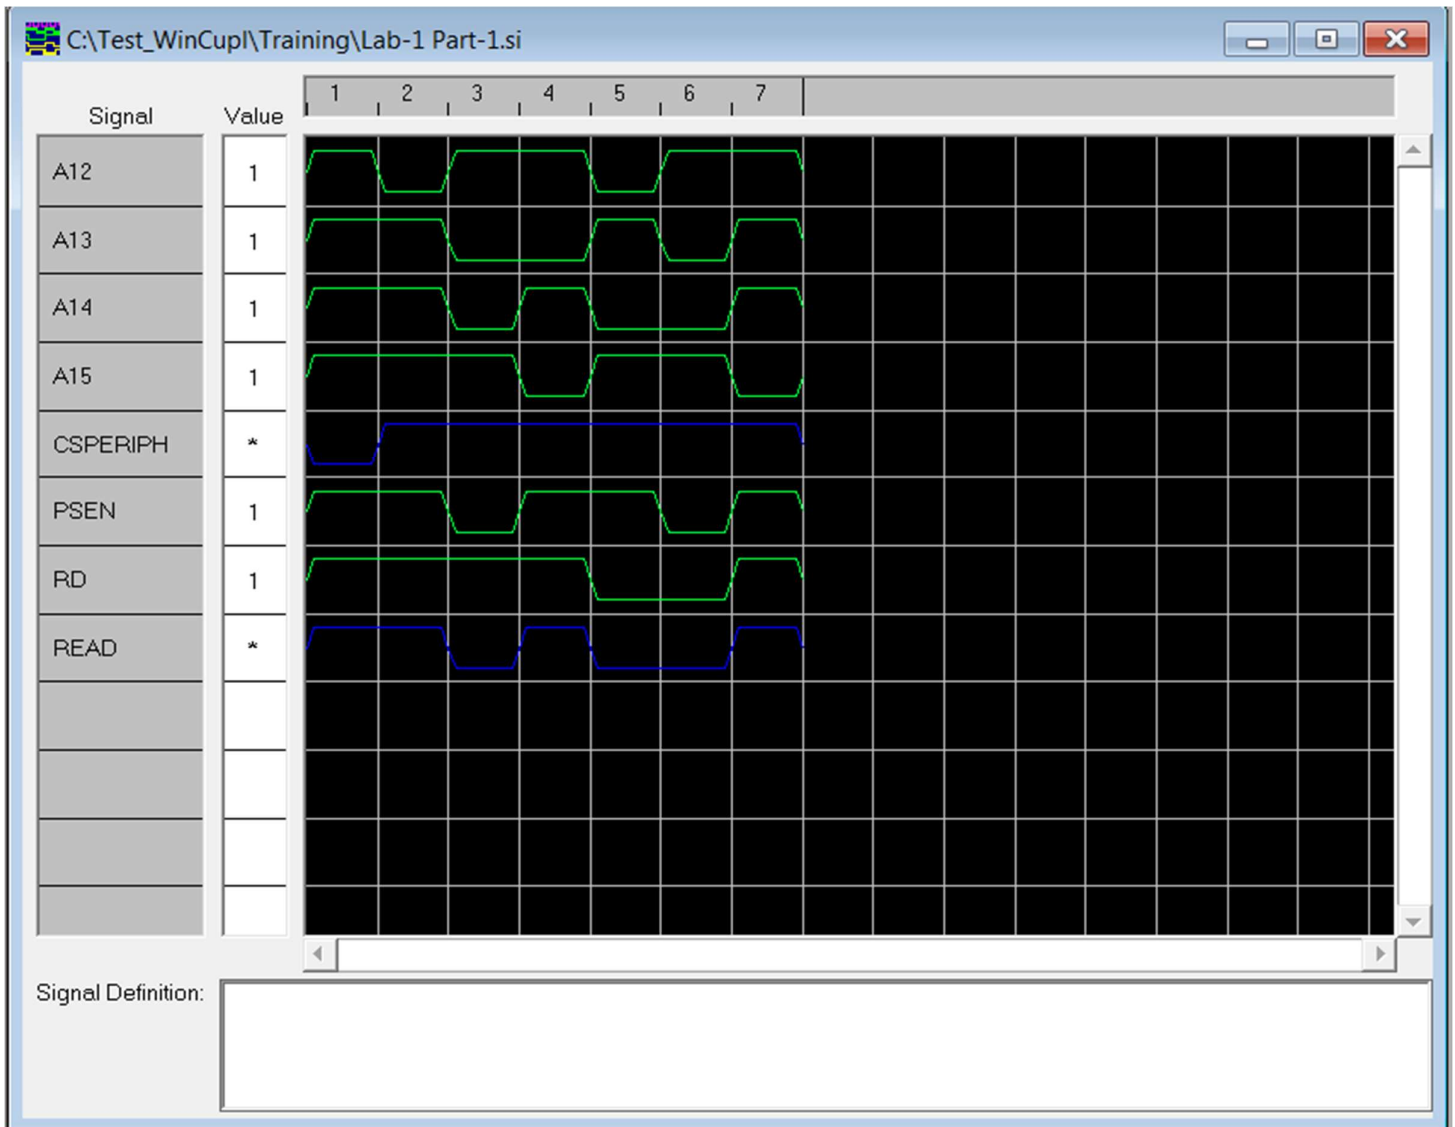 C:\Test_WinCupl\Training\Lab-1 Part-1.si
1 2 3 4 5 6 7
Signal Value
A12 1
A13 1
A14 1
A15 1
CSPERIPH *
PSEN 1
RD 1
READ *
Signal Definition: